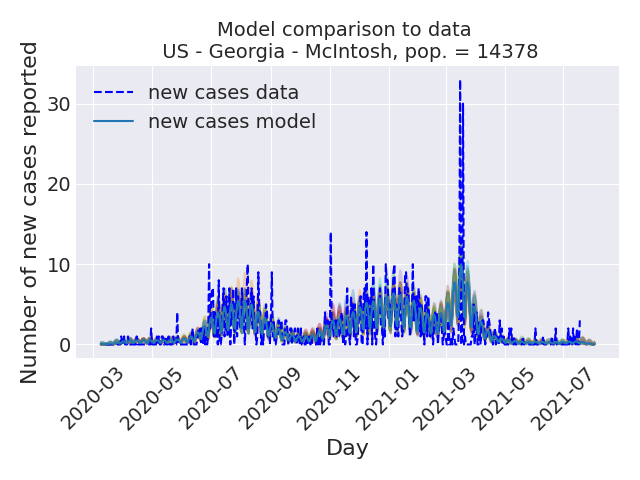 Model comparison to data
US - Georgia - McIntosh, pop. = 14378
Number of new cases reported
30
20
10
0
new cases data
new cases model
2020-03
2020-05
2020-07
2020-09
2020-11
2021-01
2021-03
2021-05
2021-07
Day